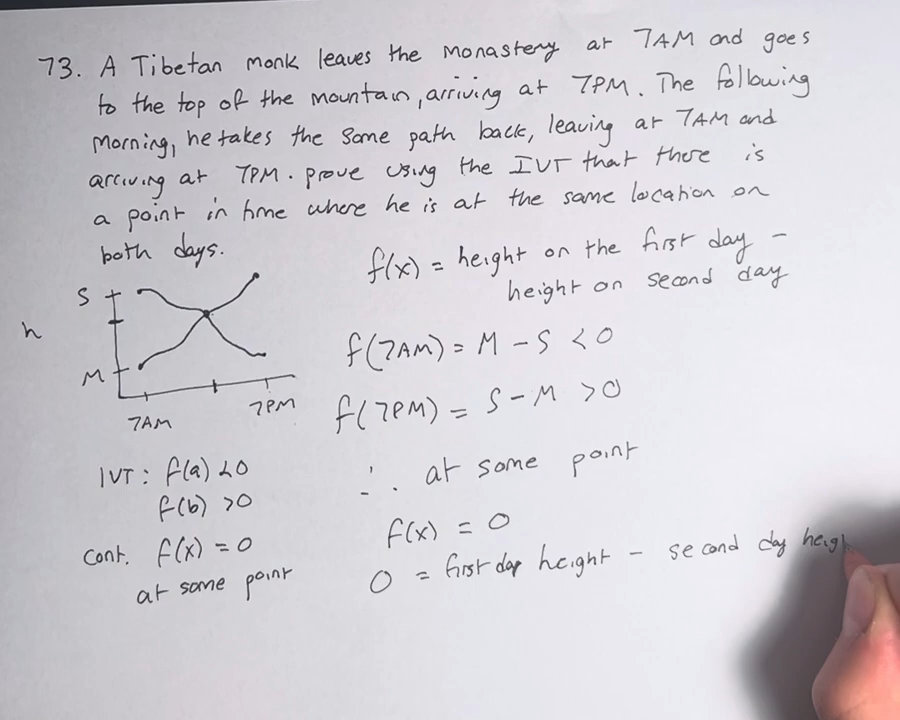 73. A Tibetan monk leaves the monastery at 7AM and goes
to the top of the mountain, arriving at 7PM. The following
morning, he takes the same path back, leaving at 7AM and
arriving at 7PM. prove using the IVT that there is
a point in time where he is at the same location on
both days.
f(x) = height on the first day -
height on second day
S
h
M
7AM
7PM
f(7AM) = M - S < 0
f(7PM) = S - M > 0
IVT: f(a) < 0
f(b) > 0
cont. f(x) = 0
at some point
∴ at some point
f(x) = 0
0 = first day height - second day heigh